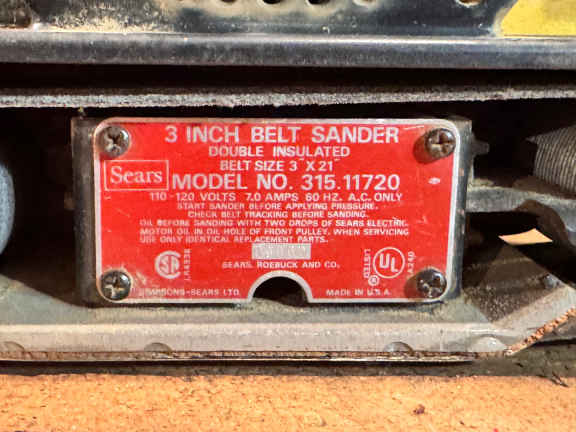 3 INCH BELT SANDER
DOUBLE INSULATED
BELT SIZE 3" X 21"
Sears
MODEL NO. 315.11720
110-120 VOLTS 7.0 AMPS 60 HZ. A.C. ONLY
START SANDER BEFORE APPLYING PRESSURE.
CHECK BELT TRACKING BEFORE SANDING.
OIL BEFORE SANDING WITH TWO DROPS OF SEARS ELECTRIC
MOTOR OIL IN OIL HOLE OF FRONT PULLEY. WHEN SERVICING
USE ONLY IDENTICAL REPLACEMENT PARTS.
SEARS, ROEBUCK AND CO.
LISTED
UL
®
SIMPSONS-SEARS LTD.
MADE IN U.S.A.